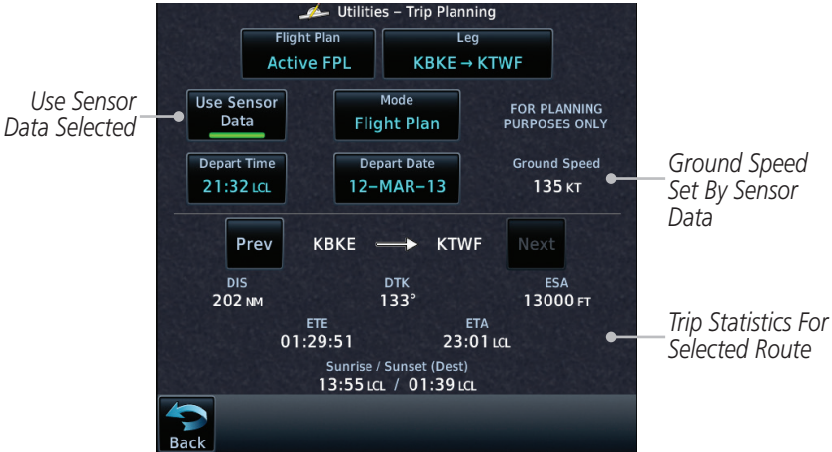 Utilities – Trip Planning
Flight Plan
Active FPL
Leg
KBKE → KTWF
Use Sensor
Data Selected
Use Sensor
Data
Mode
Flight Plan
FOR PLANNING
PURPOSES ONLY
Depart Time
21:32 LCL
Depart Date
12–MAR–13
Ground Speed
135 KT
Ground Speed
Set By Sensor
Data
Prev
KBKE → KTWF
Next
DIS
202 NM
DTK
133°
ESA
13000 FT
ETE
01:29:51
ETA
23:01 LCL
Trip Statistics For
Selected Route
Sunrise / Sunset (Dest)
13:55 LCL / 01:39 LCL
Back